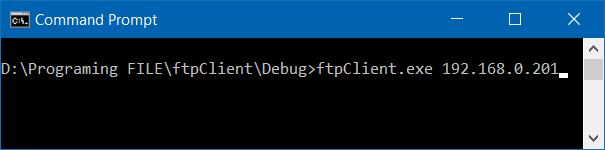 Command Prompt
D:\Programing FILE\ftpClient\Debug>ftpClient.exe 192.168.0.201